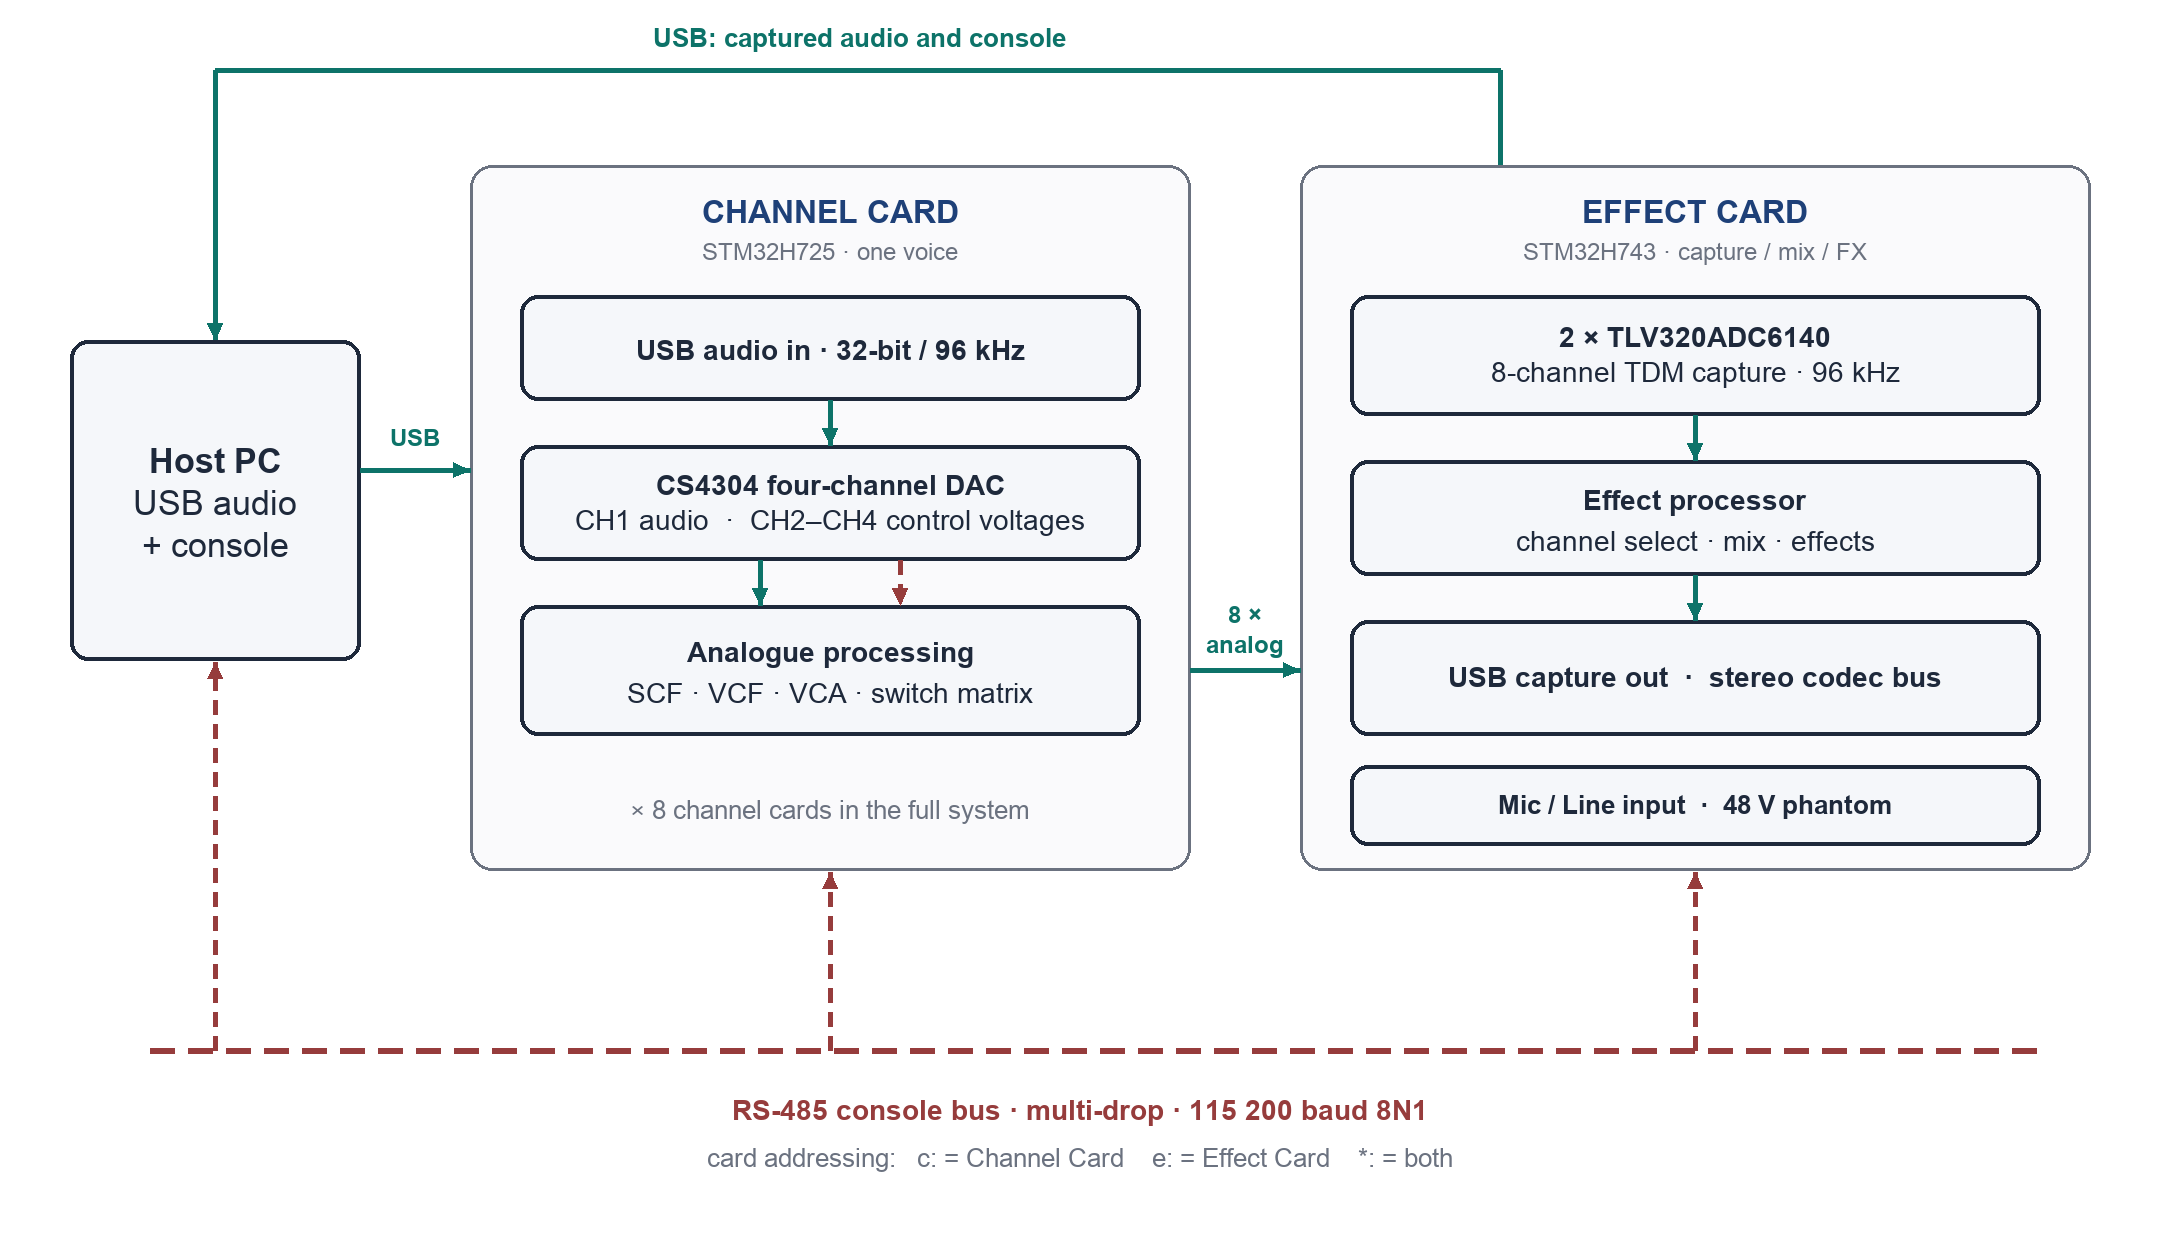 USB: captured audio and console
Host PC
USB audio
+ console
USB
CHANNEL CARD
STM32H725 · one voice
USB audio in · 32-bit / 96 kHz
CS4304 four-channel DAC
CH1 audio · CH2–CH4 control voltages
Analogue processing
SCF · VCF · VCA · switch matrix
× 8 channel cards in the full system
8 ×
analog
EFFECT CARD
STM32H743 · capture / mix / FX
2 × TLV320ADC6140
8-channel TDM capture · 96 kHz
Effect processor
channel select · mix · effects
USB capture out · stereo codec bus
Mic / Line input · 48 V phantom
RS-485 console bus · multi-drop · 115 200 baud 8N1
card addressing: c: = Channel Card e: = Effect Card *: = both